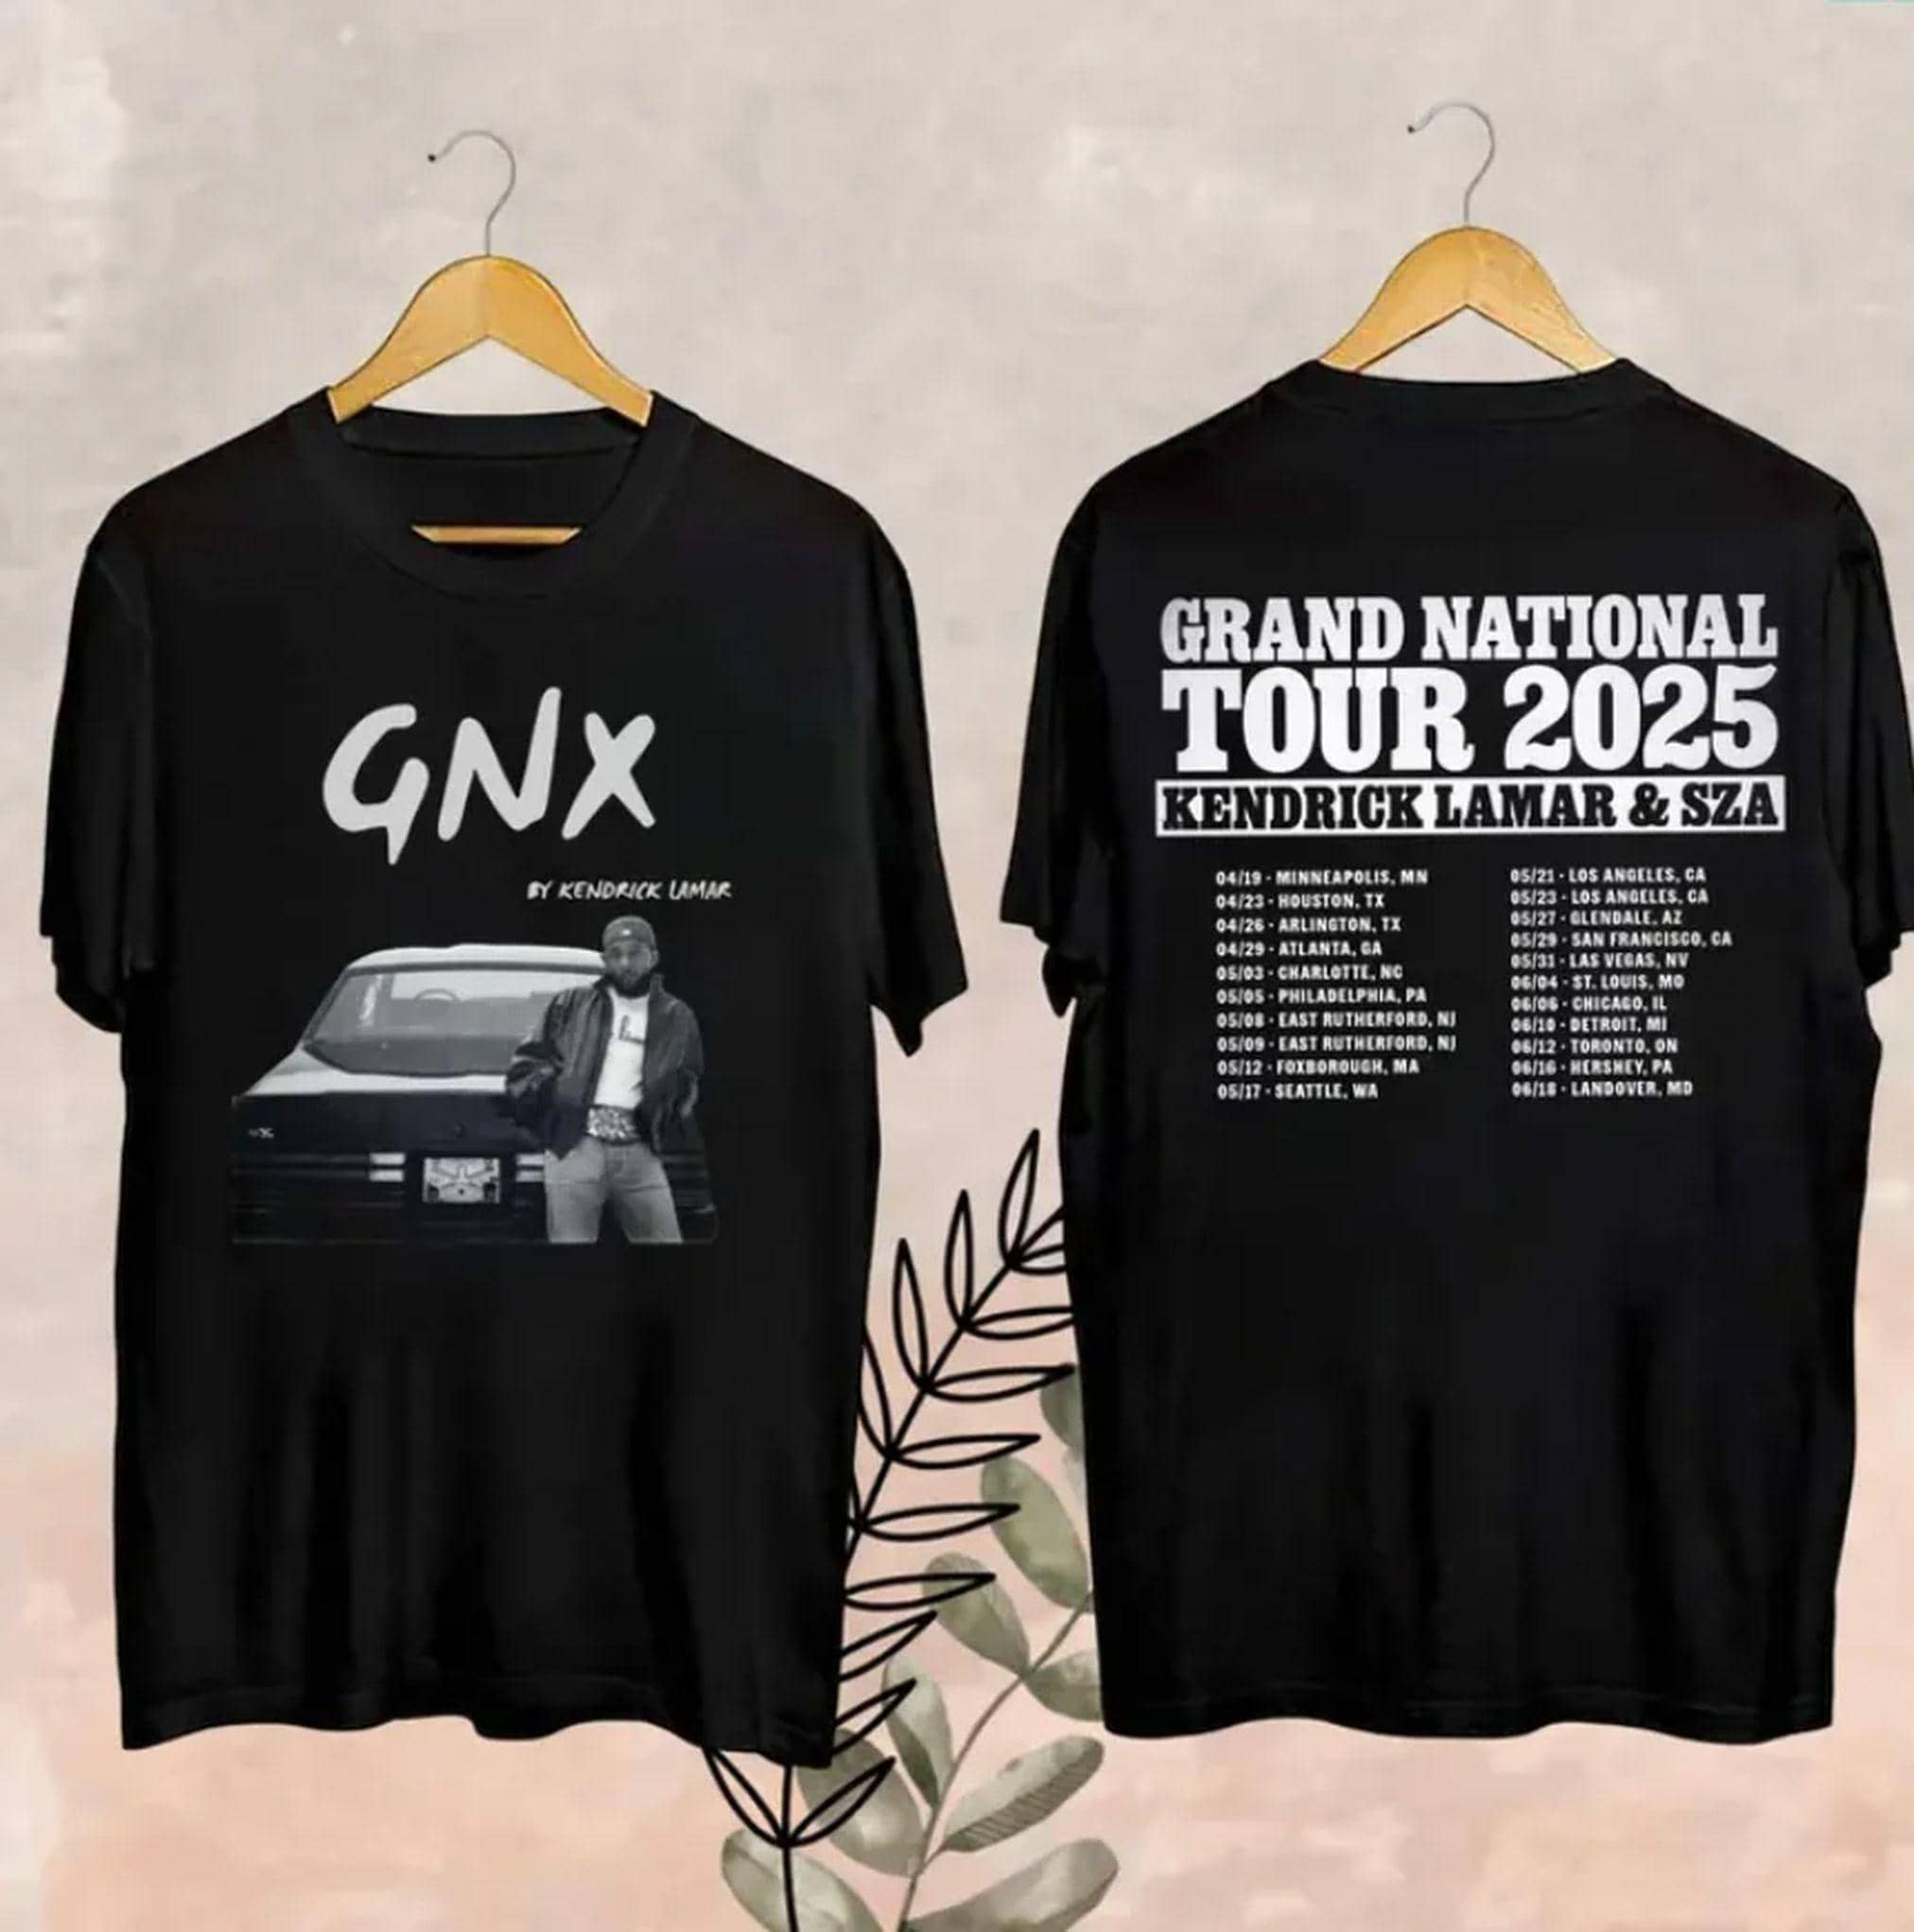 GNX
BY KENDRICK LAMAR
GRAND NATIONAL
TOUR 2025
KENDRICK LAMAR & SZA
04/19 · MINNEAPOLIS, MN
04/23 · HOUSTON, TX
04/26 · ARLINGTON, TX
04/29 · ATLANTA, GA
05/03 · CHARLOTTE, NC
05/05 · PHILADELPHIA, PA
05/08 · EAST RUTHERFORD, NJ
05/09 · EAST RUTHERFORD, NJ
05/12 · FOXBOROUGH, MA
05/17 · SEATTLE, WA
05/21 · LOS ANGELES, CA
05/23 · LOS ANGELES, CA
05/27 · GLENDALE, AZ
05/29 · SAN FRANCISCO, CA
05/31 · LAS VEGAS, NV
06/04 · ST. LOUIS, MO
06/06 · CHICAGO, IL
06/10 · DETROIT, MI
06/12 · TORONTO, ON
06/16 · HERSHEY, PA
06/18 · LANDOVER, MD